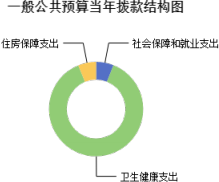 一般公共预算当年拨款结构图
住房保障支出
社会保障和就业支出
卫生健康支出